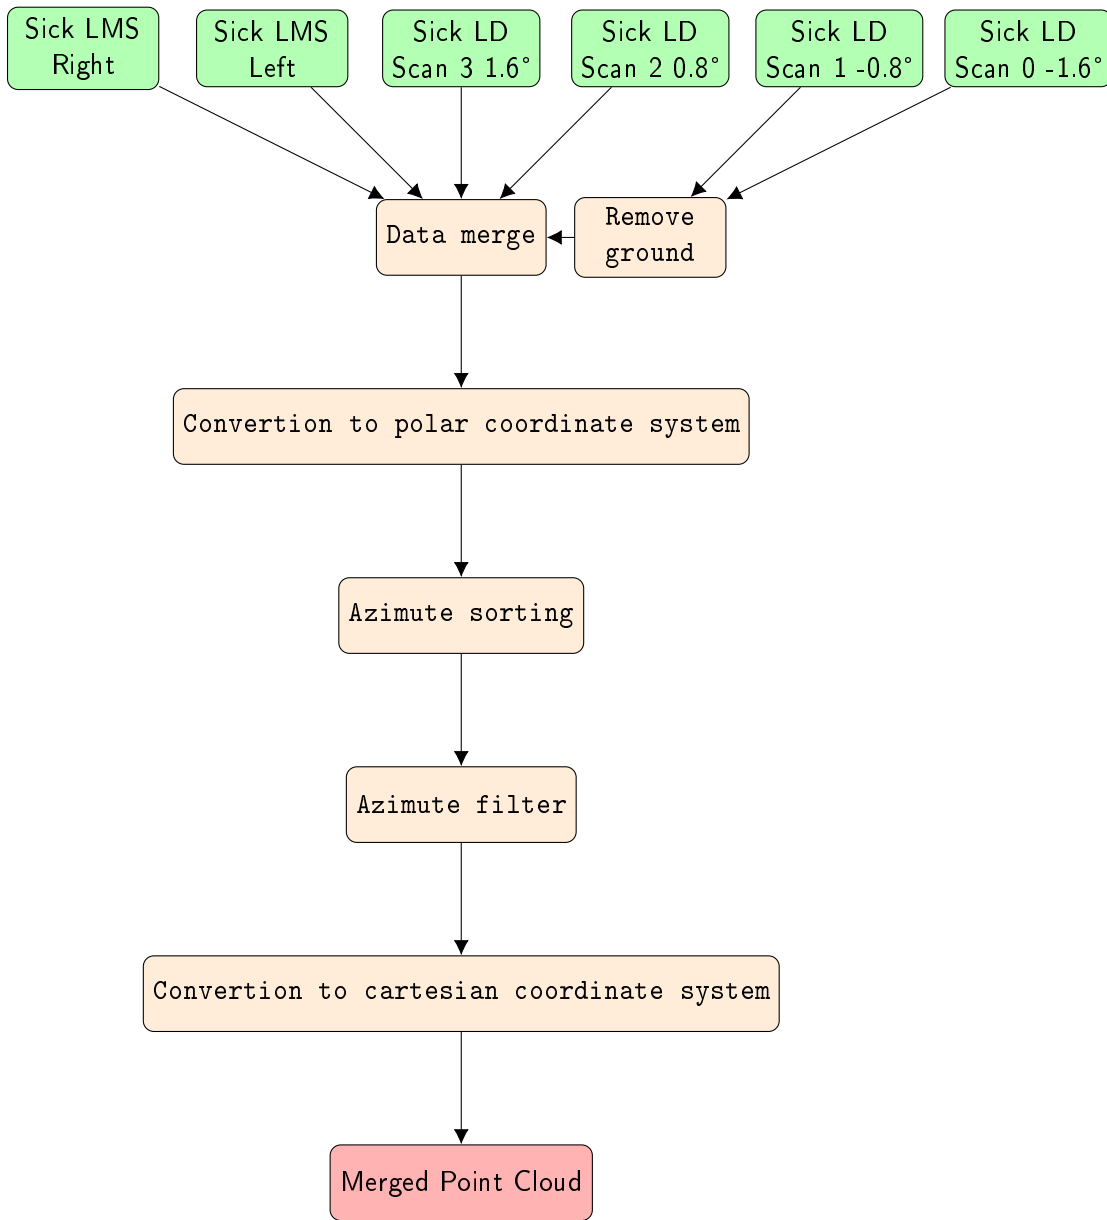 Sick LMS
Right
Sick LMS
Left
Sick LD
Scan 3 1.6°
Sick LD
Scan 2 0.8°
Sick LD
Scan 1 -0.8°
Sick LD
Scan 0 -1.6°
Data merge
Remove
ground
Convertion to polar coordinate system
Azimute sorting
Azimute filter
Convertion to cartesian coordinate system
Merged Point Cloud